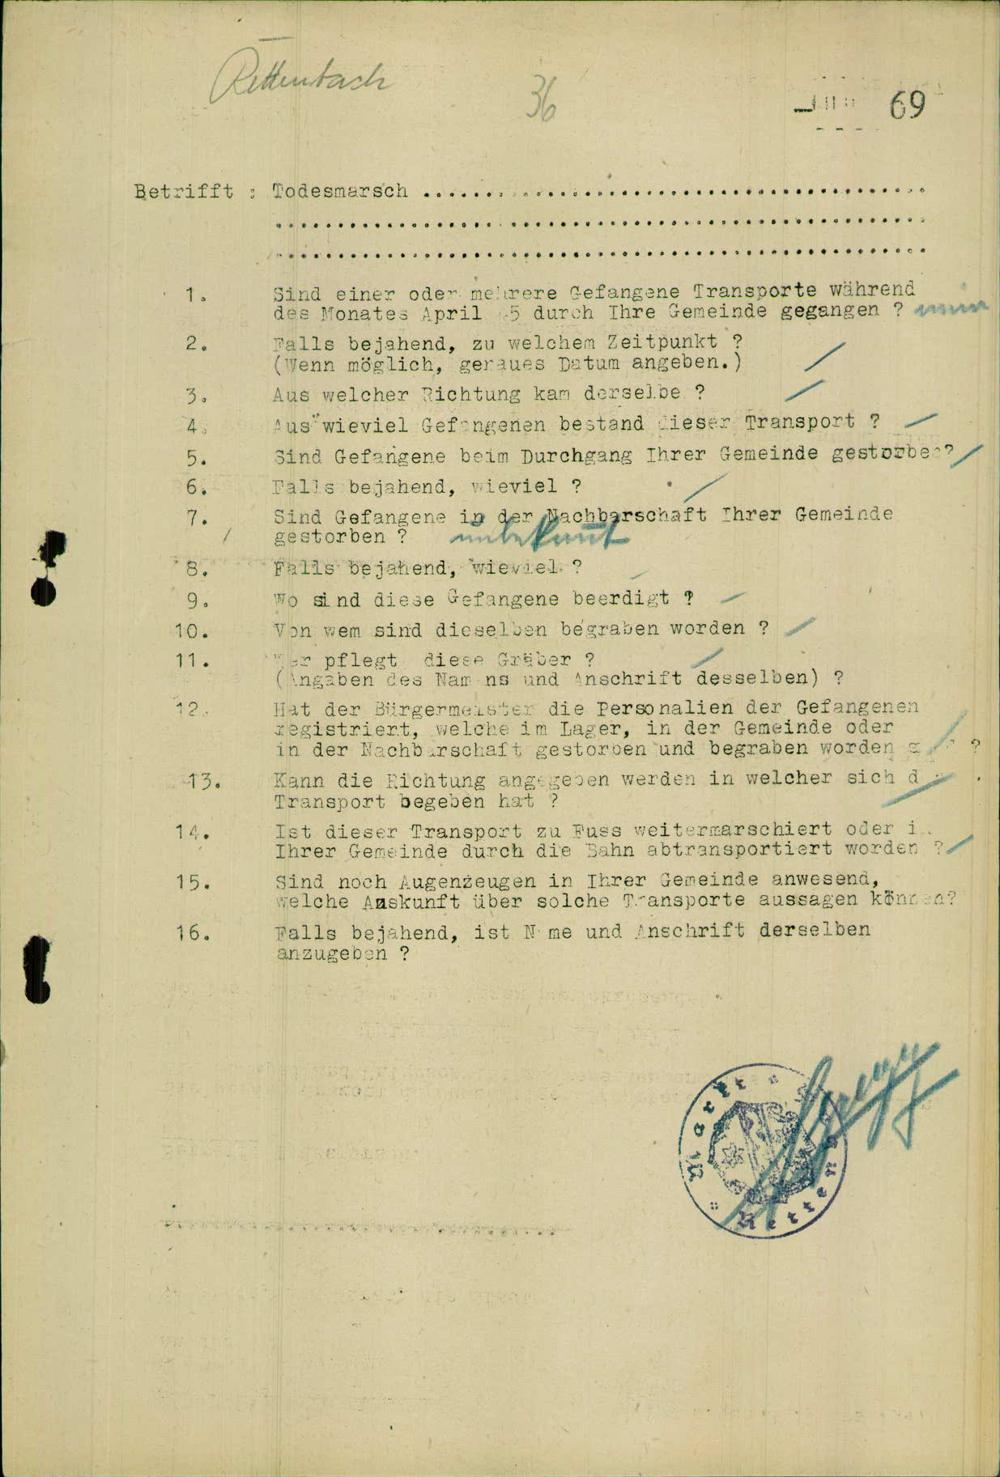 Rettenbach
36
69
Betrifft : Todesmarsch ..................................................
..................................................
..................................................
1. Sind einer oder mehrere Gefangene Transporte während
des Monates April 45 durch Ihre Gemeinde gegangen ? nein
2. Falls bejahend, zu welchem Zeitpunkt ?
(Wenn möglich, genaues Datum angeben.)
3. Aus welcher Richtung kam derselbe ?
4. Aus wieviel Gefangenen bestand dieser Transport ?
5. Sind Gefangene beim Durchgang Ihrer Gemeinde gestorben?
6. Falls bejahend, wieviel ?
7. Sind Gefangene in der Nachbarschaft Ihrer Gemeinde
gestorben ? unbekannt
8. Falls bejahend, wieviel ?
9. Wo sind diese Gefangene beerdigt ?
10. Von wem sind dieselben begraben worden ?
11. Wer pflegt diese Gräber ?
(Angaben des Namens und Anschrift desselben) ?
12. Hat der Bürgermeister die Personalien der Gefangenen
registriert, welche im Lager, in der Gemeinde oder
in der Nachbarschaft gestorben und begraben worden ?
13. Kann die Richtung angegeben werden in welcher sich d
Transport begeben hat ?
14. Ist dieser Transport zu Fuss weitermarschiert oder i
Ihrer Gemeinde durch die Bahn abtransportiert worden ?
15. Sind noch Augenzeugen in Ihrer Gemeinde anwesend,
welche Auskunft über solche Transporte aussagen können?
16. Falls bejahend, ist Name und Anschrift derselben
anzugeben ?
Markt
Retten